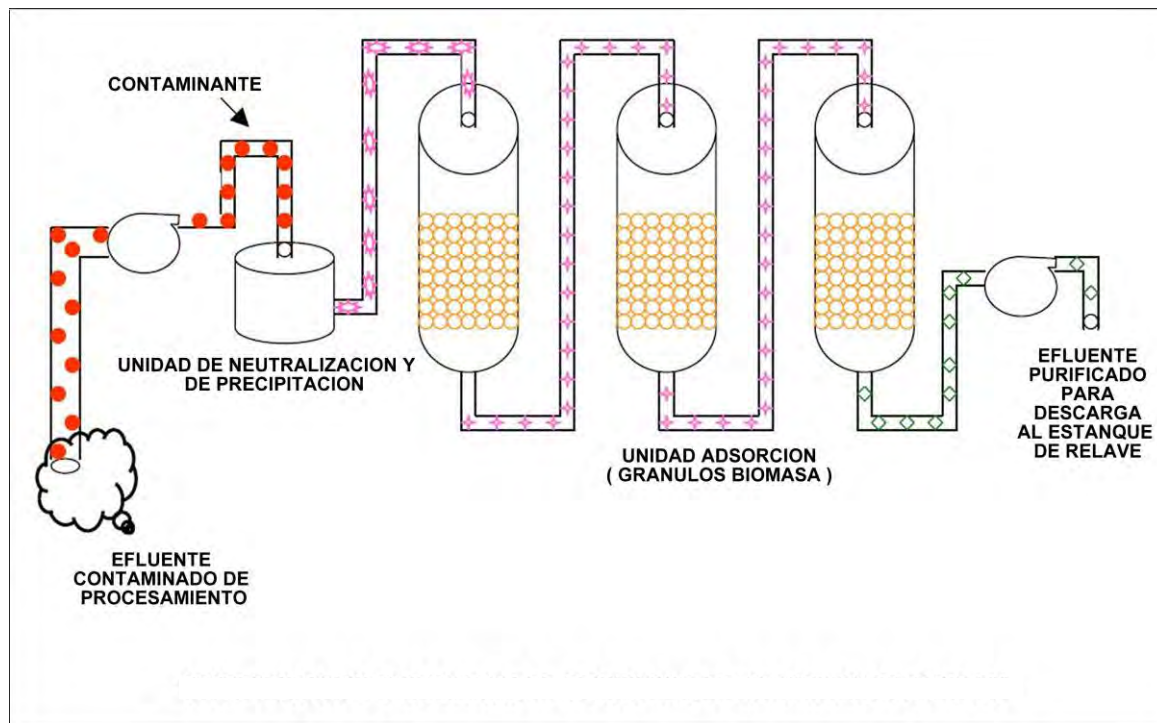 CONTAMINANTE
UNIDAD DE NEUTRALIZACION Y
DE PRECIPITACION
EFLUENTE
CONTAMINADO DE
PROCESAMIENTO
UNIDAD ADSORCION
( GRANULOS BIOMASA )
EFLUENTE
PURIFICADO
PARA
DESCARGA
AL ESTANQUE
DE RELAVE